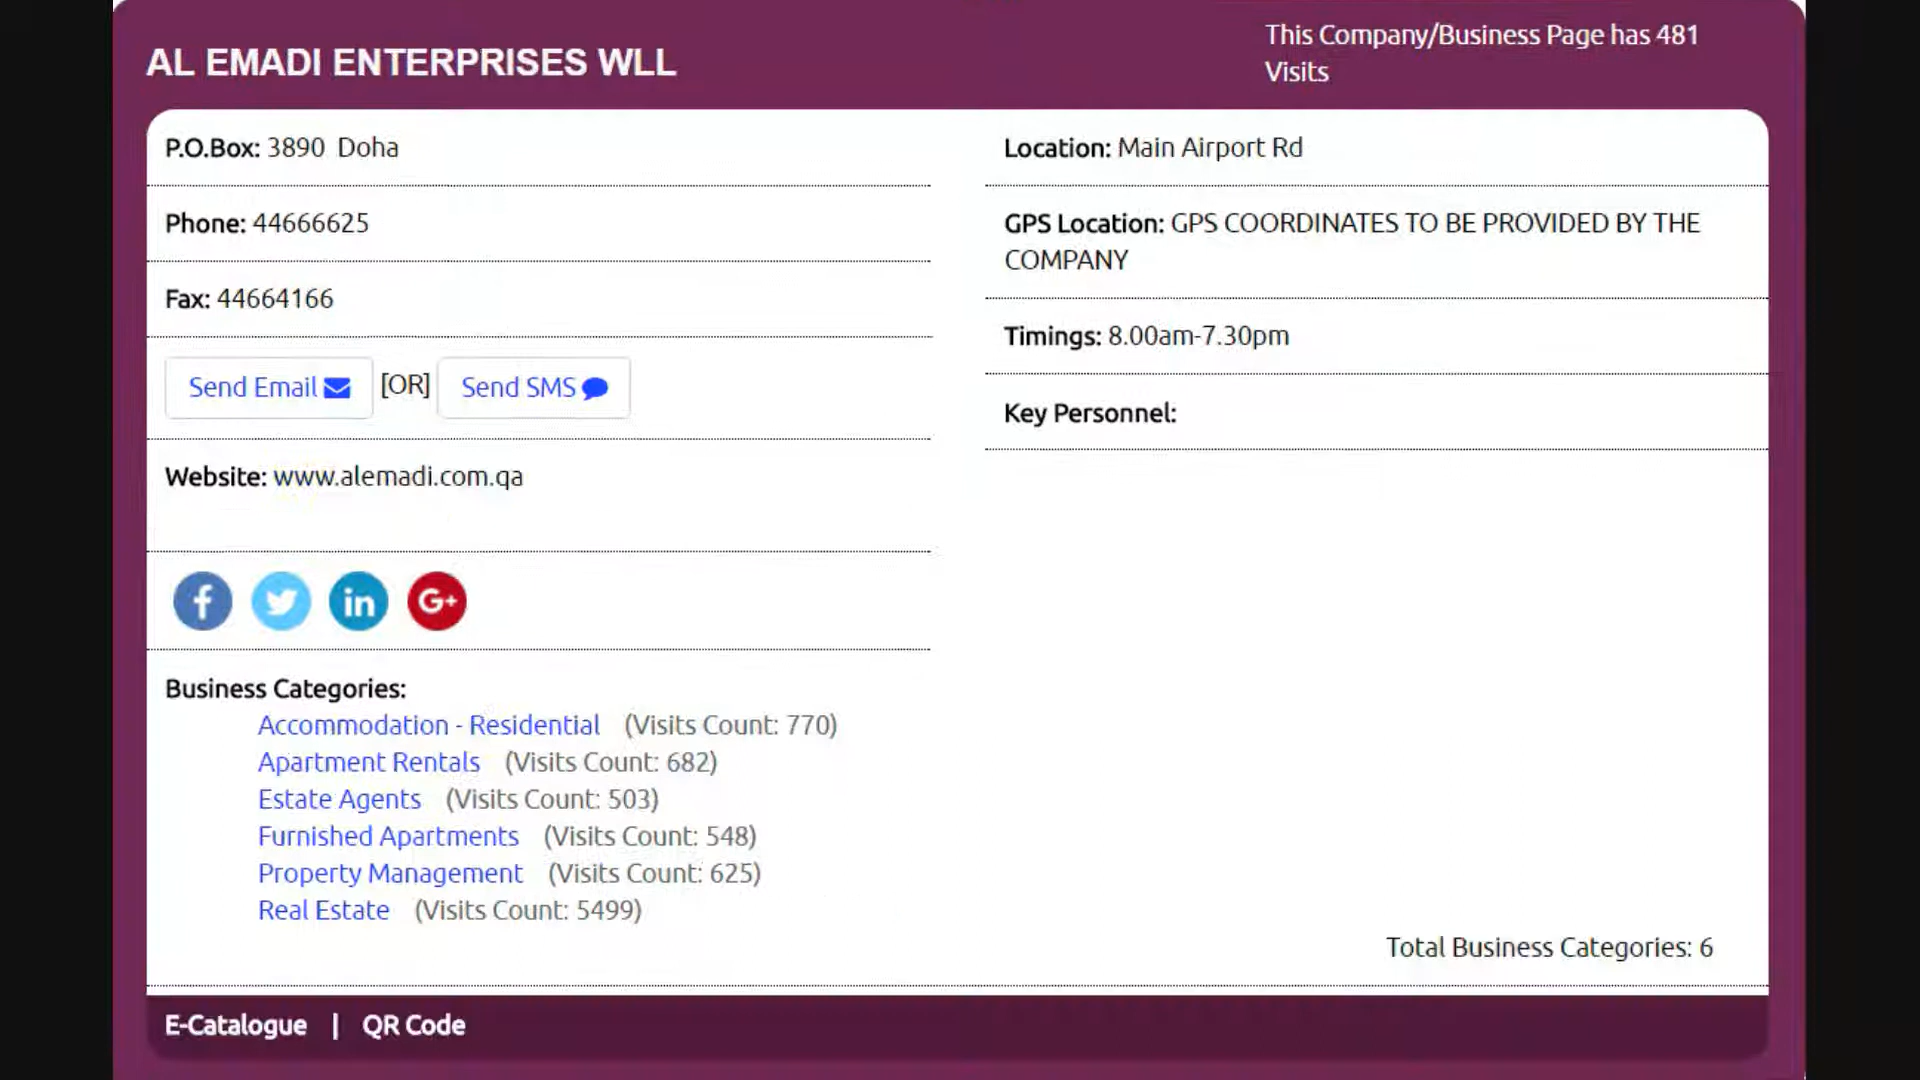 AL EMADI ENTERPRISES WLL
This Company/Business Page has 481
Visits
P.O.Box: 3890 Doha
Phone: 44666625
Fax: 44664166
Send Email [OR] Send SMS
Website: www.alemadi.com.qa
f in G+
Business Categories:
Accommodation - Residential (Visits Count: 770)
Apartment Rentals (Visits Count: 682)
Estate Agents (Visits Count: 503)
Furnished Apartments (Visits Count: 548)
Property Management (Visits Count: 625)
Real Estate (Visits Count: 5499)
Location: Main Airport Rd
GPS Location: GPS COORDINATES TO BE PROVIDED BY THE
COMPANY
Timings: 8.00am-7.30pm
Key Personnel:
Total Business Categories: 6
E-Catalogue | QR Code